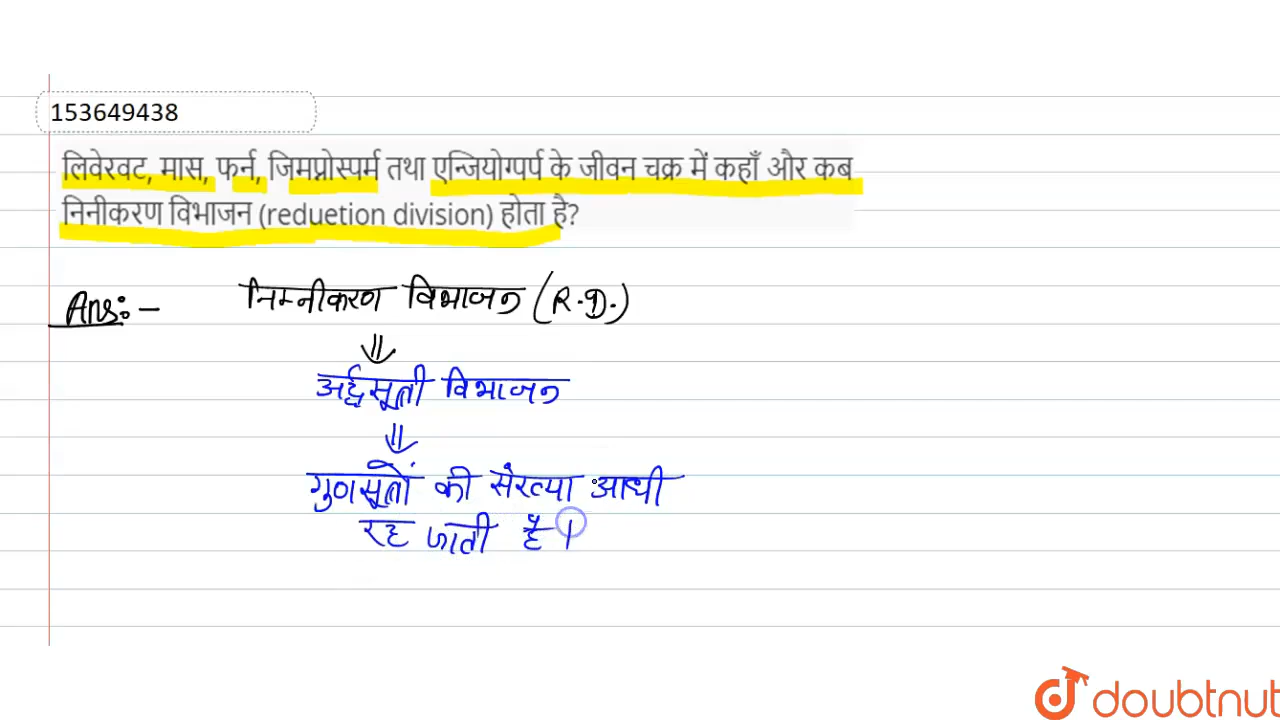 153649438
लिवेरवट, मास, फर्न, जिमप्नोस्पर्म तथा एन्जियोग्पर्प के जीवन चक्र में कहाँ और कब
निनीकरण विभाजन (reduetion division) होता है?
Ans:- निम्नीकरण विभाजन (R.D.)
अर्द्धसूती विभाजन
गुणसूतों की संख्या आधी
रह जाती है।
doubtnut